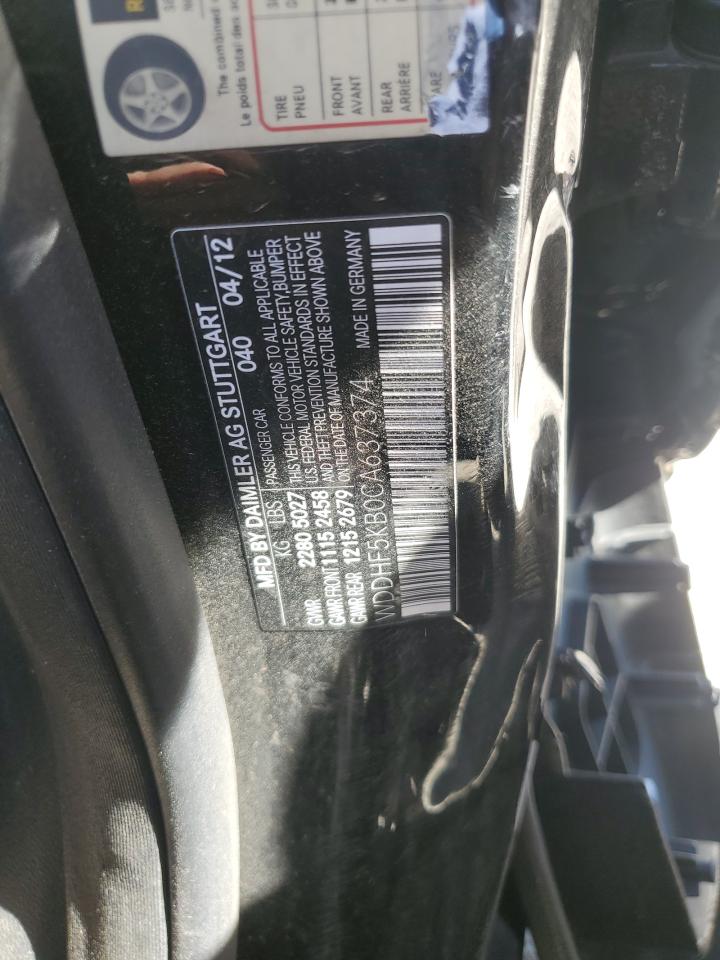 The combined
Le poids total des
TIRE
PNEU
FRONT
AVANT
REAR
ARRIÈRE
MFD BY DAIMLER AG STUTTGART
PASSENGER CAR 040 04/12
KG LBS
GVWR 2280 5027
GAWR FRONT 1115 2458
GAWR REAR 1215 2679
THIS VEHICLE CONFORMS TO ALL APPLICABLE
U.S. FEDERAL MOTOR VEHICLE SAFETY, BUMPER
AND THEFT PREVENTION STANDARDS IN EFFECT
ON THE DATE OF MANUFACTURE SHOWN ABOVE
WDDHF5KB0CA637374 MADE IN GERMANY